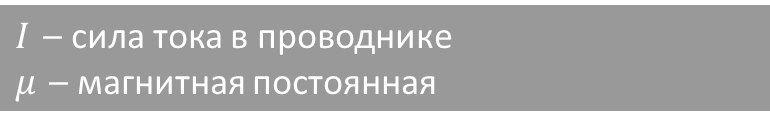 I – сила тока в проводнике
μ – магнитная постоянная